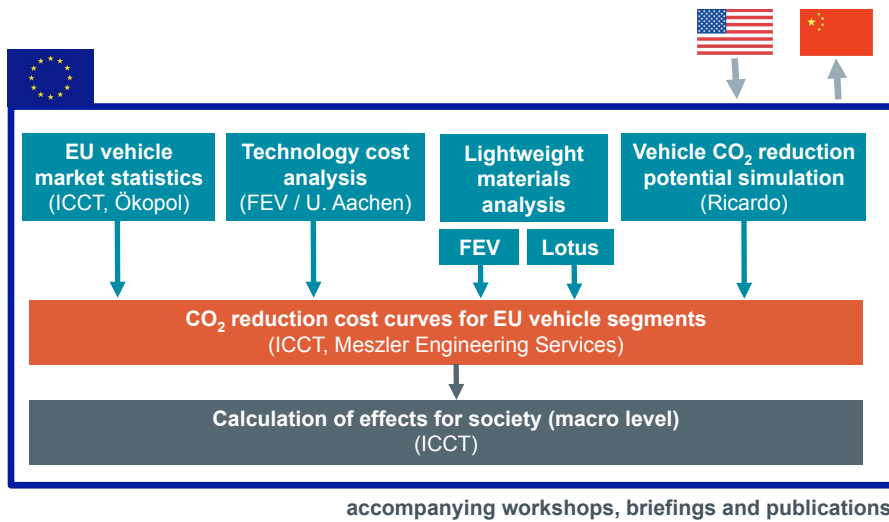 EU vehicle
market statistics
(ICCT, Ökopol)
Technology cost
analysis
(FEV / U. Aachen)
Lightweight
materials
analysis
Vehicle CO₂ reduction
potential simulation
(Ricardo)
FEV
Lotus
CO₂ reduction cost curves for EU vehicle segments
(ICCT, Meszler Engineering Services)
Calculation of effects for society (macro level)
(ICCT)
accompanying workshops, briefings and publications